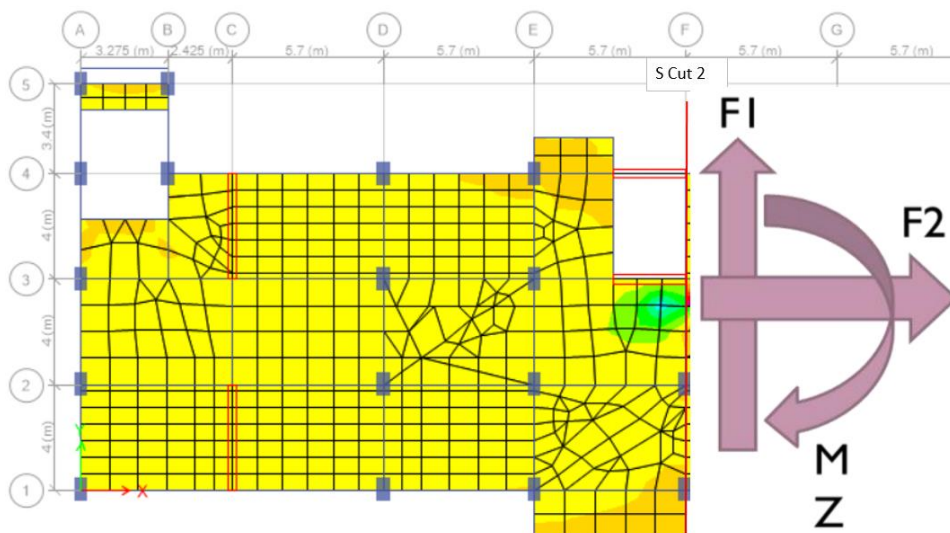 A B C D E F G
3.275 (m) 2.425 (m) 5.7 (m) 5.7 (m) 5.7 (m) 5.7 (m) 5.7 (m)
S Cut 2
5
3.4 (m)
F1
4
4 (m)
F2
3
4 (m)
2
Y
4 (m)
M
1
X
Z